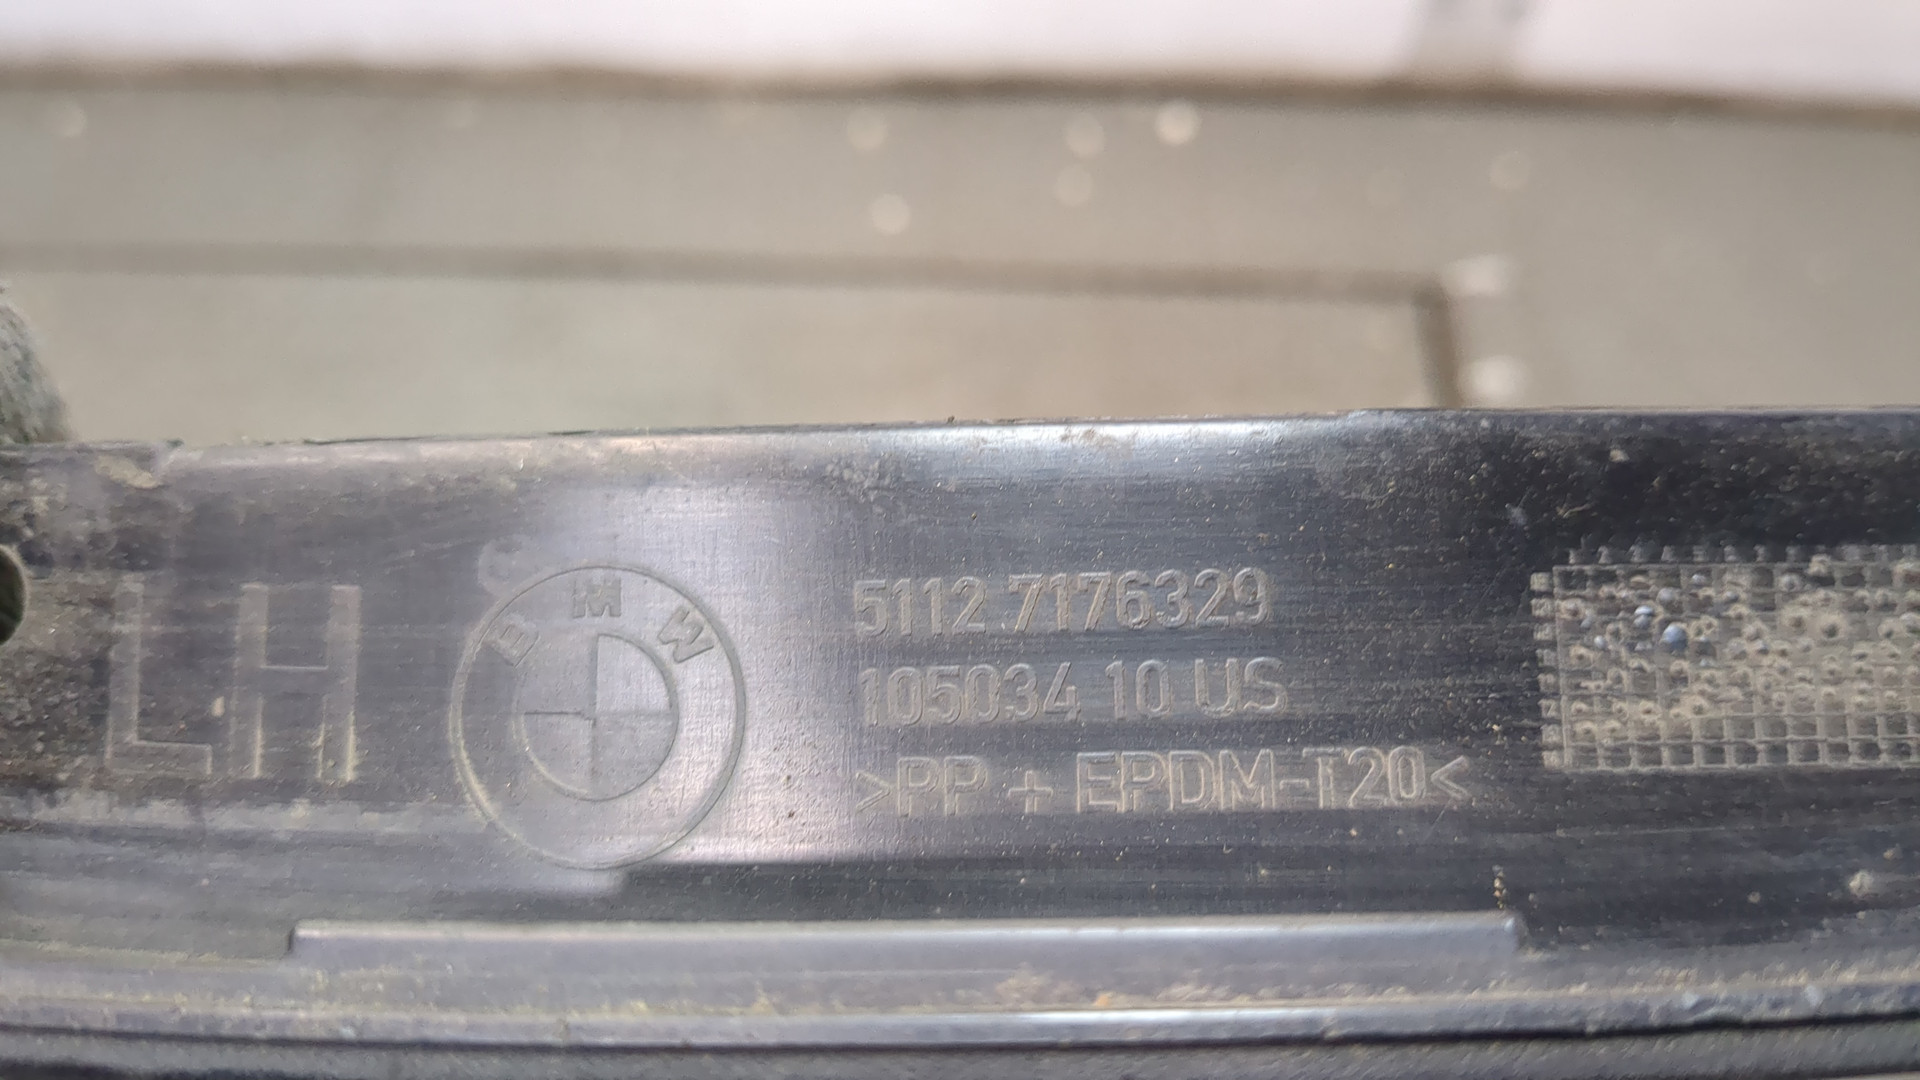 LH
BMW
5112 7176329
105034 10 US
>PP + EPDM-T20<